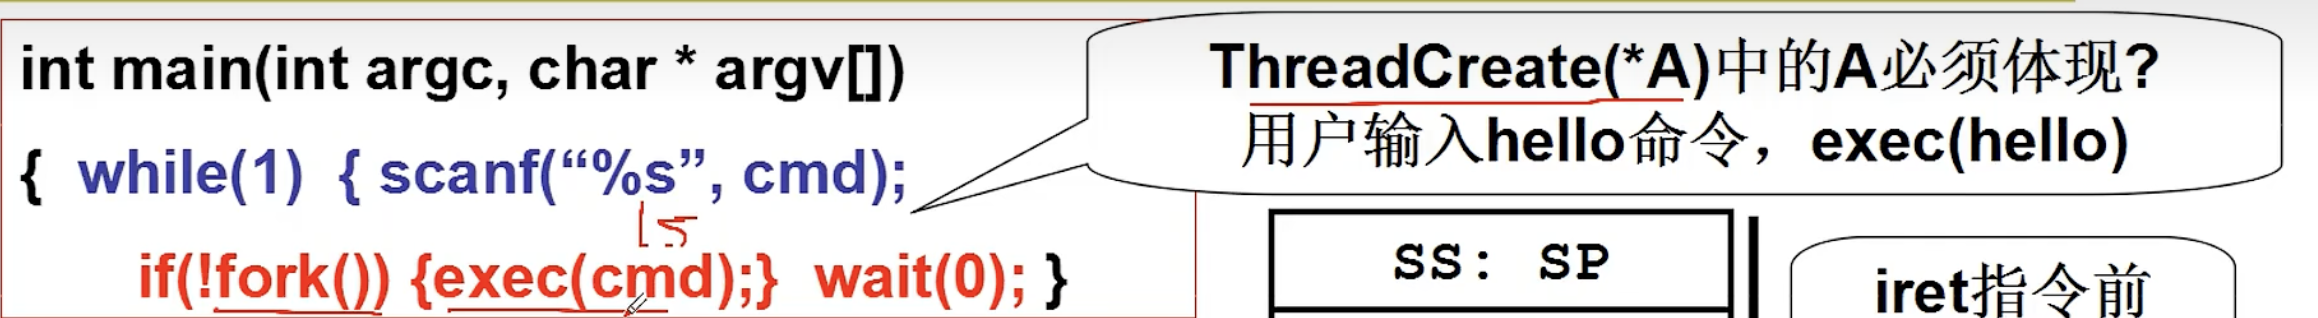 int main(int argc, char * argv[])
{ while(1) { scanf(“%s”, cmd);
ls
if(!fork()) {exec(cmd);} wait(0); }
ThreadCreate(*A)中的A必须体现?
用户输入hello命令，exec(hello)
SS: SP
iret指令前